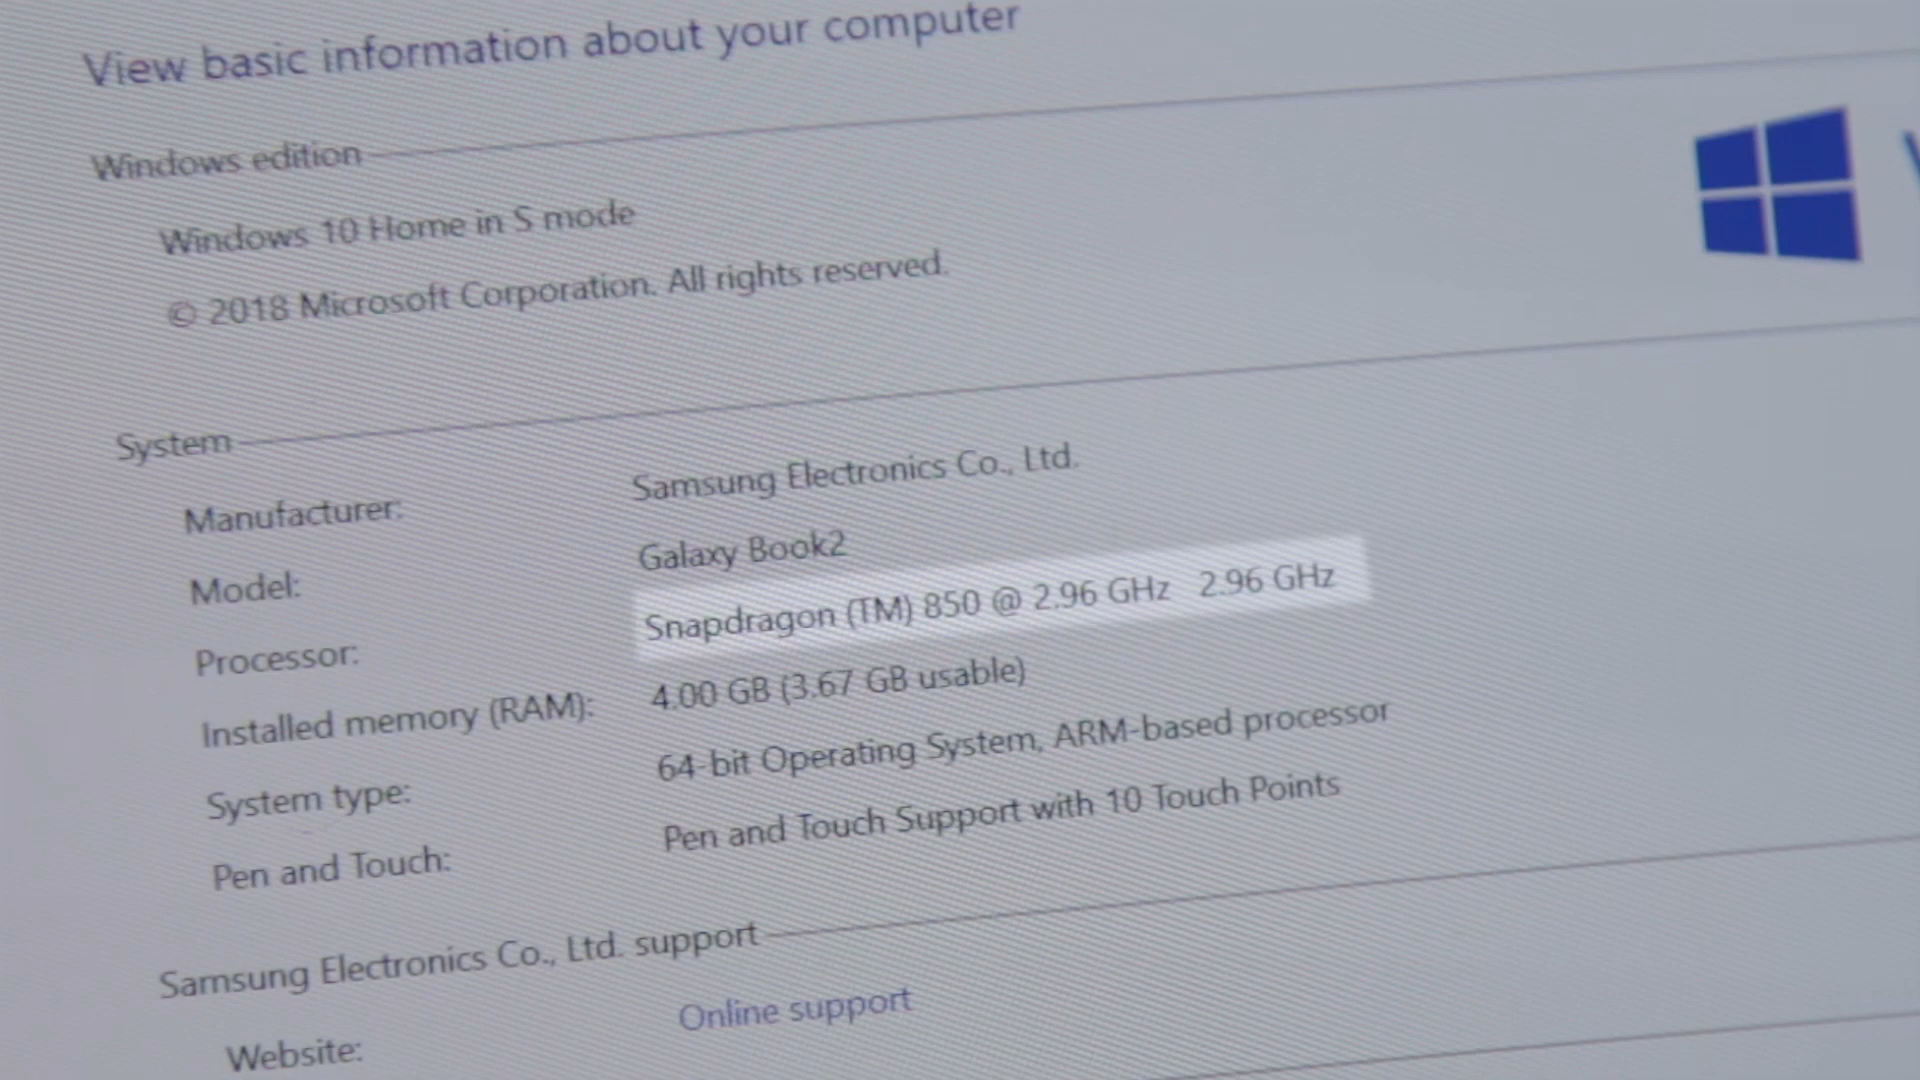 View basic information about your computer
Windows edition
Windows 10 Home in S mode
© 2018 Microsoft Corporation. All rights reserved.
System
Manufacturer: Samsung Electronics Co., Ltd.
Model: Galaxy Book2
Processor: Snapdragon (TM) 850 @ 2.96 GHz 2.96 GHz
Installed memory (RAM): 4.00 GB (3.67 GB usable)
System type: 64-bit Operating System, ARM-based processor
Pen and Touch: Pen and Touch Support with 10 Touch Points
Samsung Electronics Co., Ltd. support
Website: Online support